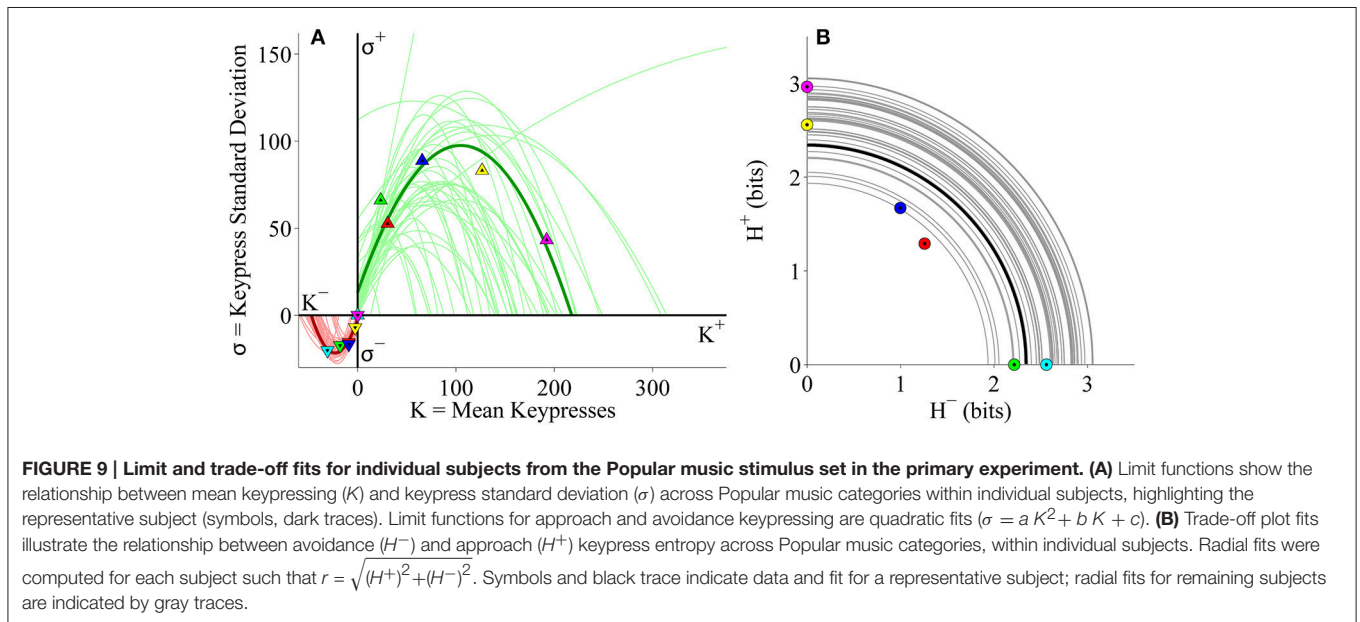 A
σ+
150
100
50
0
σ = Keypress Standard Deviation
K−
K+
σ−
0 100 200 300
K = Mean Keypresses
B
3
2
1
0
H+ (bits)
0 1 2 3
H− (bits)
FIGURE 9 | Limit and trade-off fits for individual subjects from the Popular music stimulus set in the primary experiment. (A) Limit functions show the
relationship between mean keypressing (K) and keypress standard deviation (σ) across Popular music categories within individual subjects, highlighting the
representative subject (symbols, dark traces). Limit functions for approach and avoidance keypressing are quadratic fits (σ = a K² + b K + c). (B) Trade-off plot fits
illustrate the relationship between avoidance (H−) and approach (H+) keypress entropy across Popular music categories, within individual subjects. Radial fits were
computed for each subject such that r = √(H+)²+(H−)². Symbols and black trace indicate data and fit for a representative subject; radial fits for remaining subjects
are indicated by gray traces.